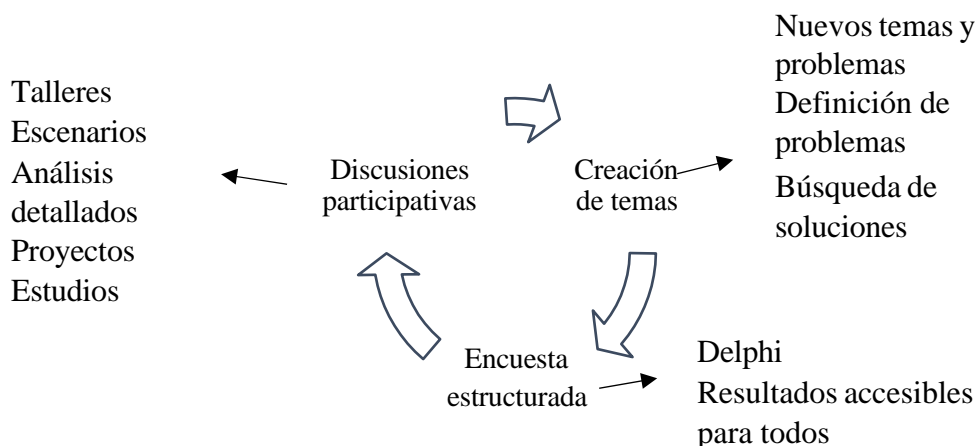 Nuevos temas y
problemas
Definición de
problemas
Búsqueda de
soluciones
Talleres
Escenarios
Análisis
detallados
Proyectos
Estudios
Discusiones
participativas
Creación
de temas
Encuesta
estructurada
Delphi
Resultados accesibles
para todos